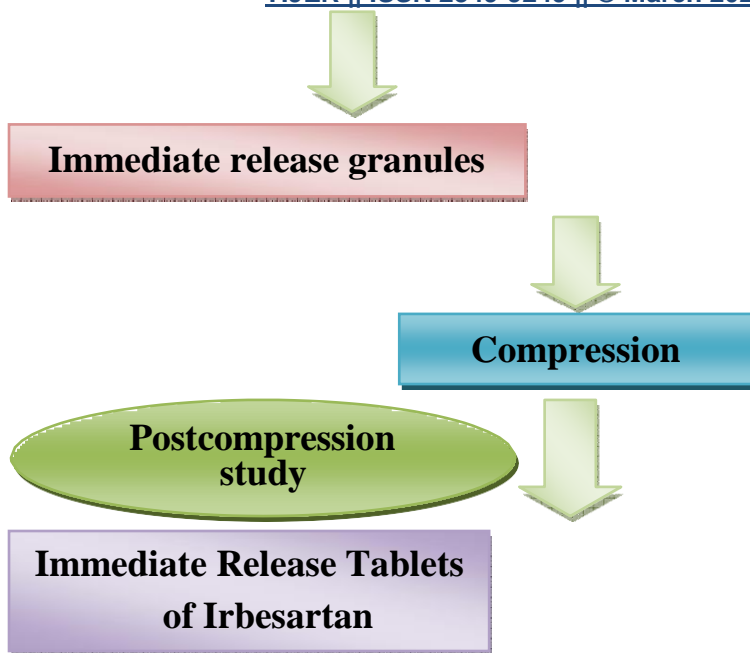 Immediate release granules
Compression
Postcompression
study
Immediate Release Tablets
of Irbesartan